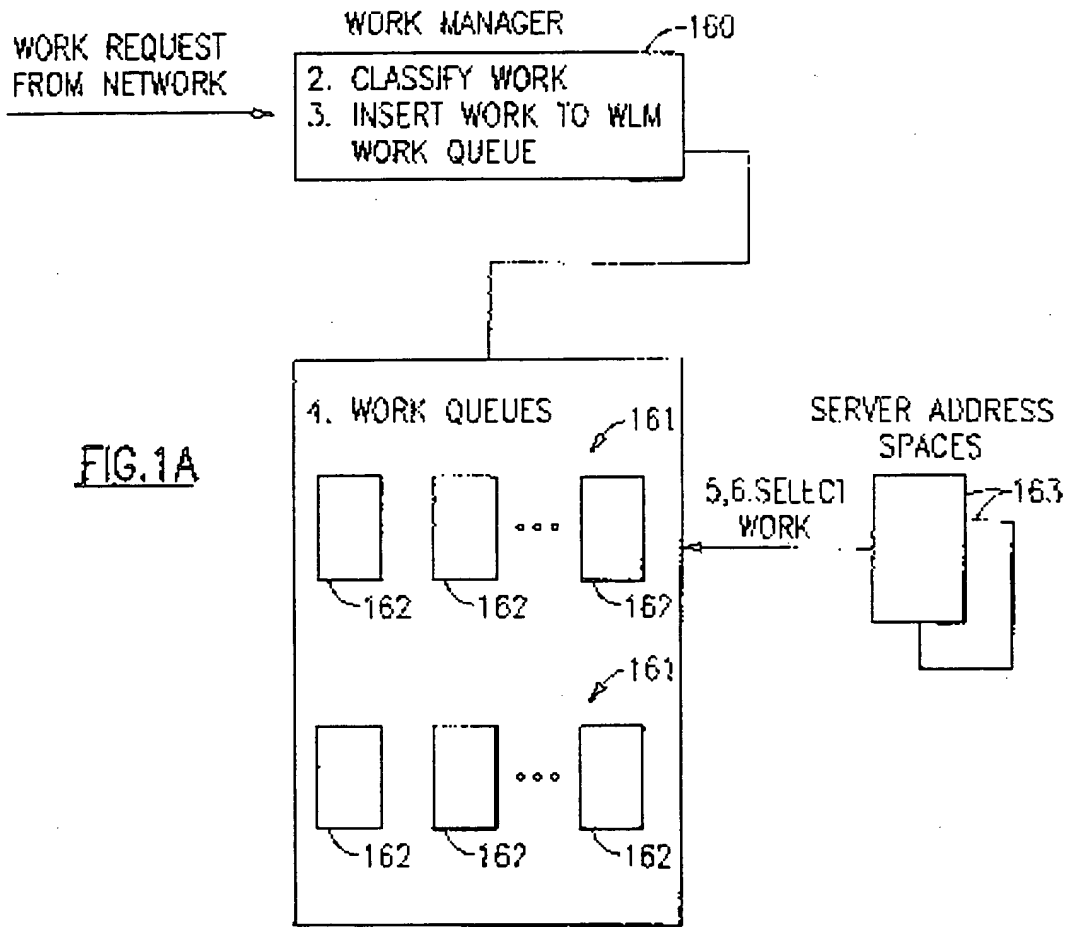 WORK MANAGER
160
WORK REQUEST
FROM NETWORK
2. CLASSIFY WORK
3. INSERT WORK TO WLM
WORK QUEUE
4. WORK QUEUES
161
SERVER ADDRESS
SPACES
FIG.1A
5,6.SELECT
WORK
163
162
162
162
161
162
162
162